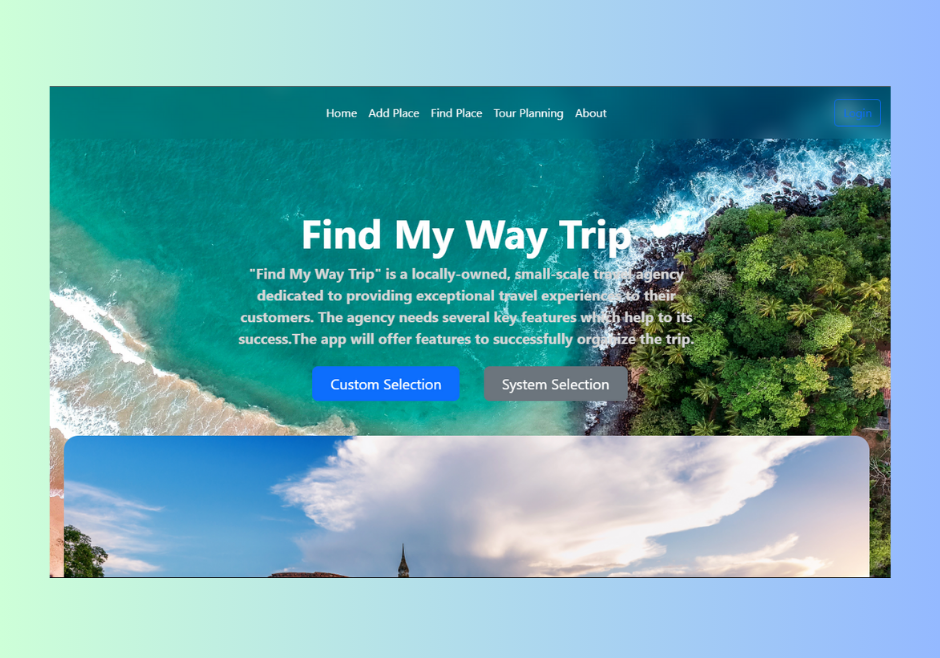 Home Add Place Find Place Tour Planning About
Find My Way Trip
"Find My Way Trip" is a locally-owned, small-scale travel agency
dedicated to providing exceptional travel experiences to their
customers. The agency needs several key features which help to its
success.The app will offer features to successfully organize the trip.
Custom Selection System Selection